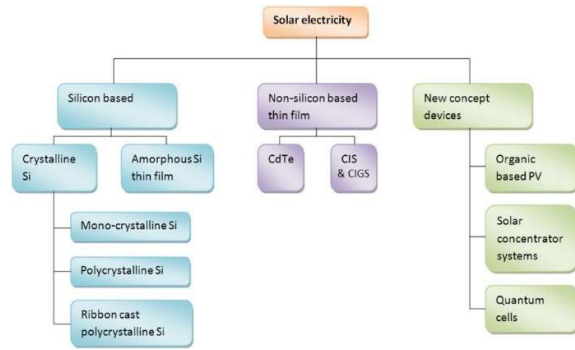 Solar electricity
Silicon based
Non-silicon based
thin film
New concept
devices
Crystalline
Si
Amorphous Si
thin film
CdTe
CIS
& CIGS
Organic
based PV
Mono-crystalline Si
Solar
concentrator
systems
Polycrystalline Si
Ribbon cast
polycrystalline Si
Quantum
cells